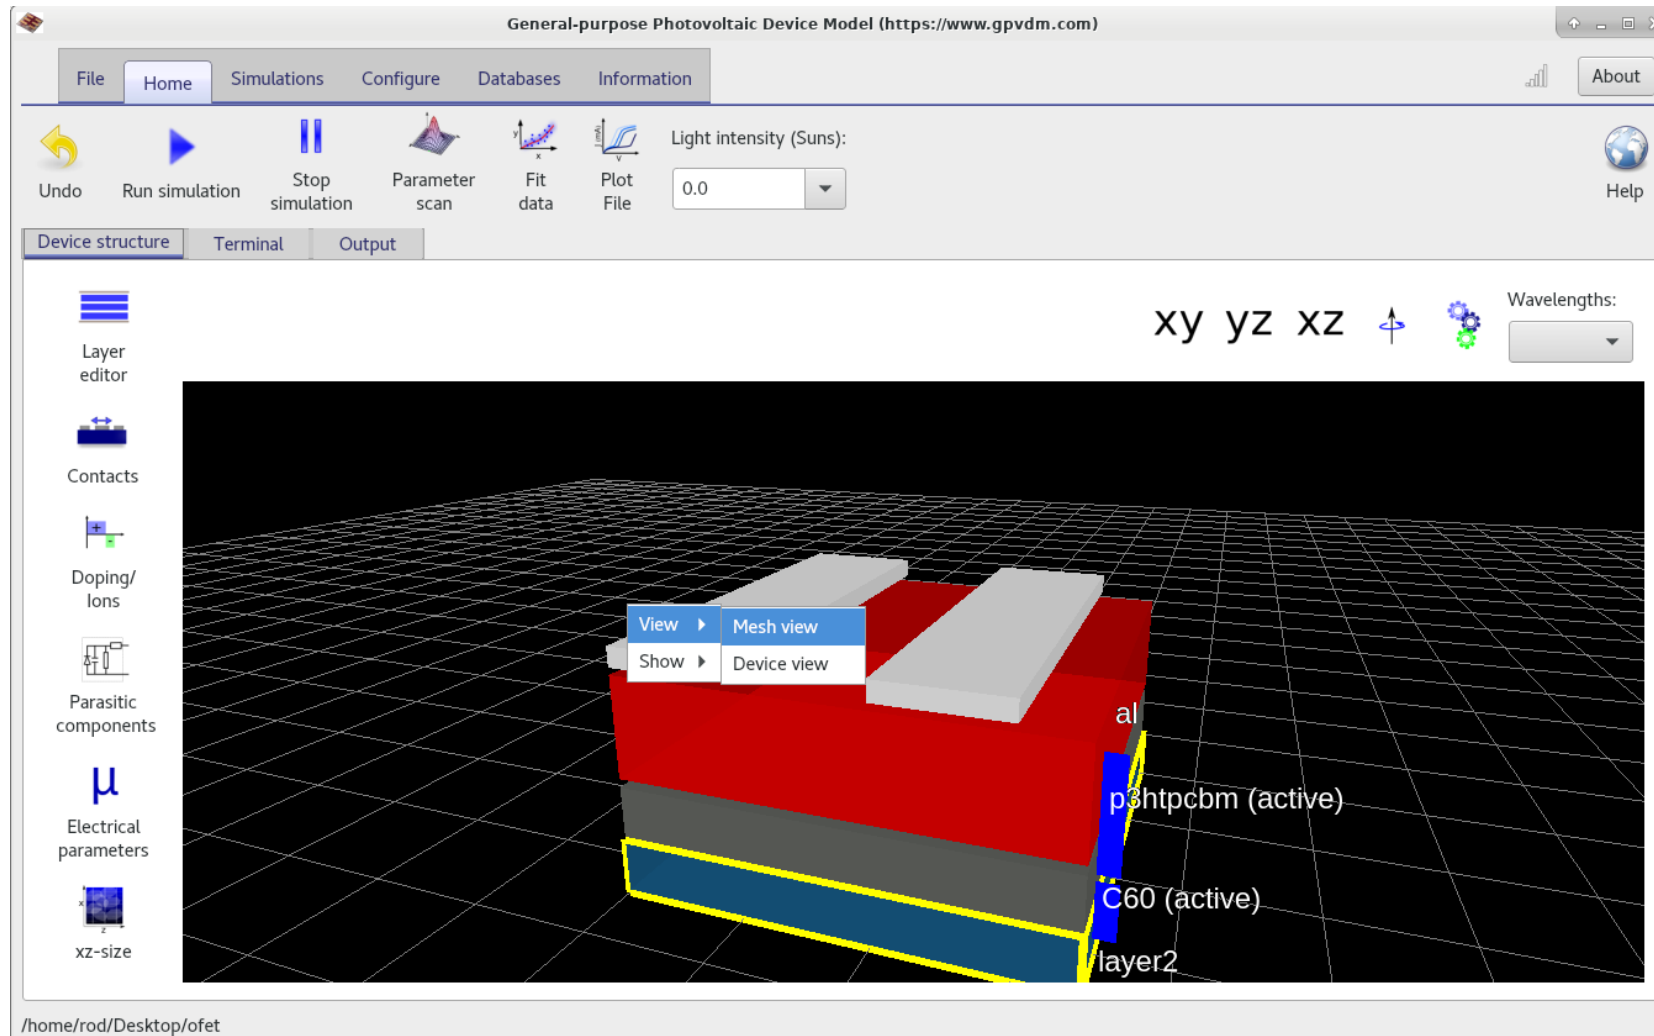 General-purpose Photovoltaic Device Model (https://www.gpvdm.com)
File Home Simulations Configure Databases Information
About
Undo
Run simulation
Stop
simulation
Parameter
scan
Fit
data
Plot
File
Light intensity (Suns):
0.0
Help
Device structure Terminal Output
Layer
editor
Contacts
Doping/
Ions
Parasitic
components
μ
Electrical
parameters
xz-size
xy yz xz
Wavelengths:
View
Show
Mesh view
Device view
al
p3htpcbm (active)
C60 (active)
layer2
/home/rod/Desktop/ofet